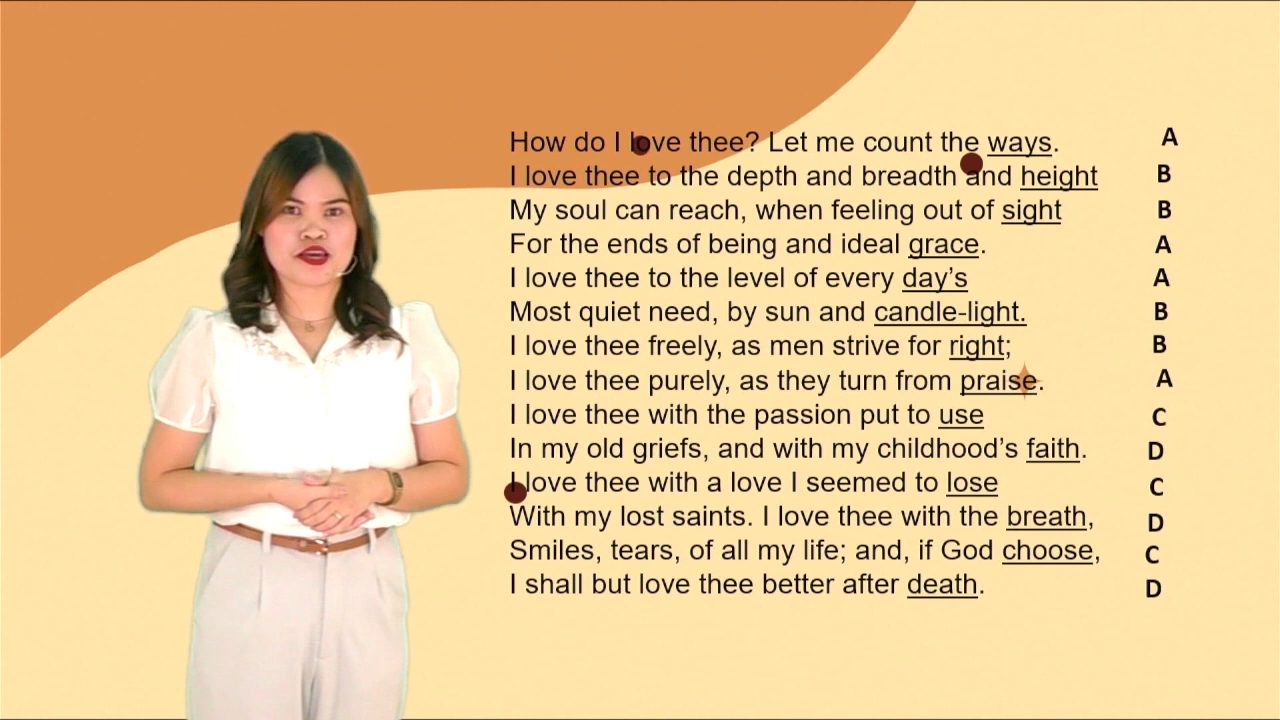 How do I love thee? Let me count the ways. A
I love thee to the depth and breadth and height B
My soul can reach, when feeling out of sight B
For the ends of being and ideal grace. A
I love thee to the level of every day’s A
Most quiet need, by sun and candle-light. B
I love thee freely, as men strive for right; B
I love thee purely, as they turn from praise. A
I love thee with the passion put to use C
In my old griefs, and with my childhood’s faith. D
I love thee with a love I seemed to lose C
With my lost saints. I love thee with the breath, D
Smiles, tears, of all my life; and, if God choose, C
I shall but love thee better after death. D